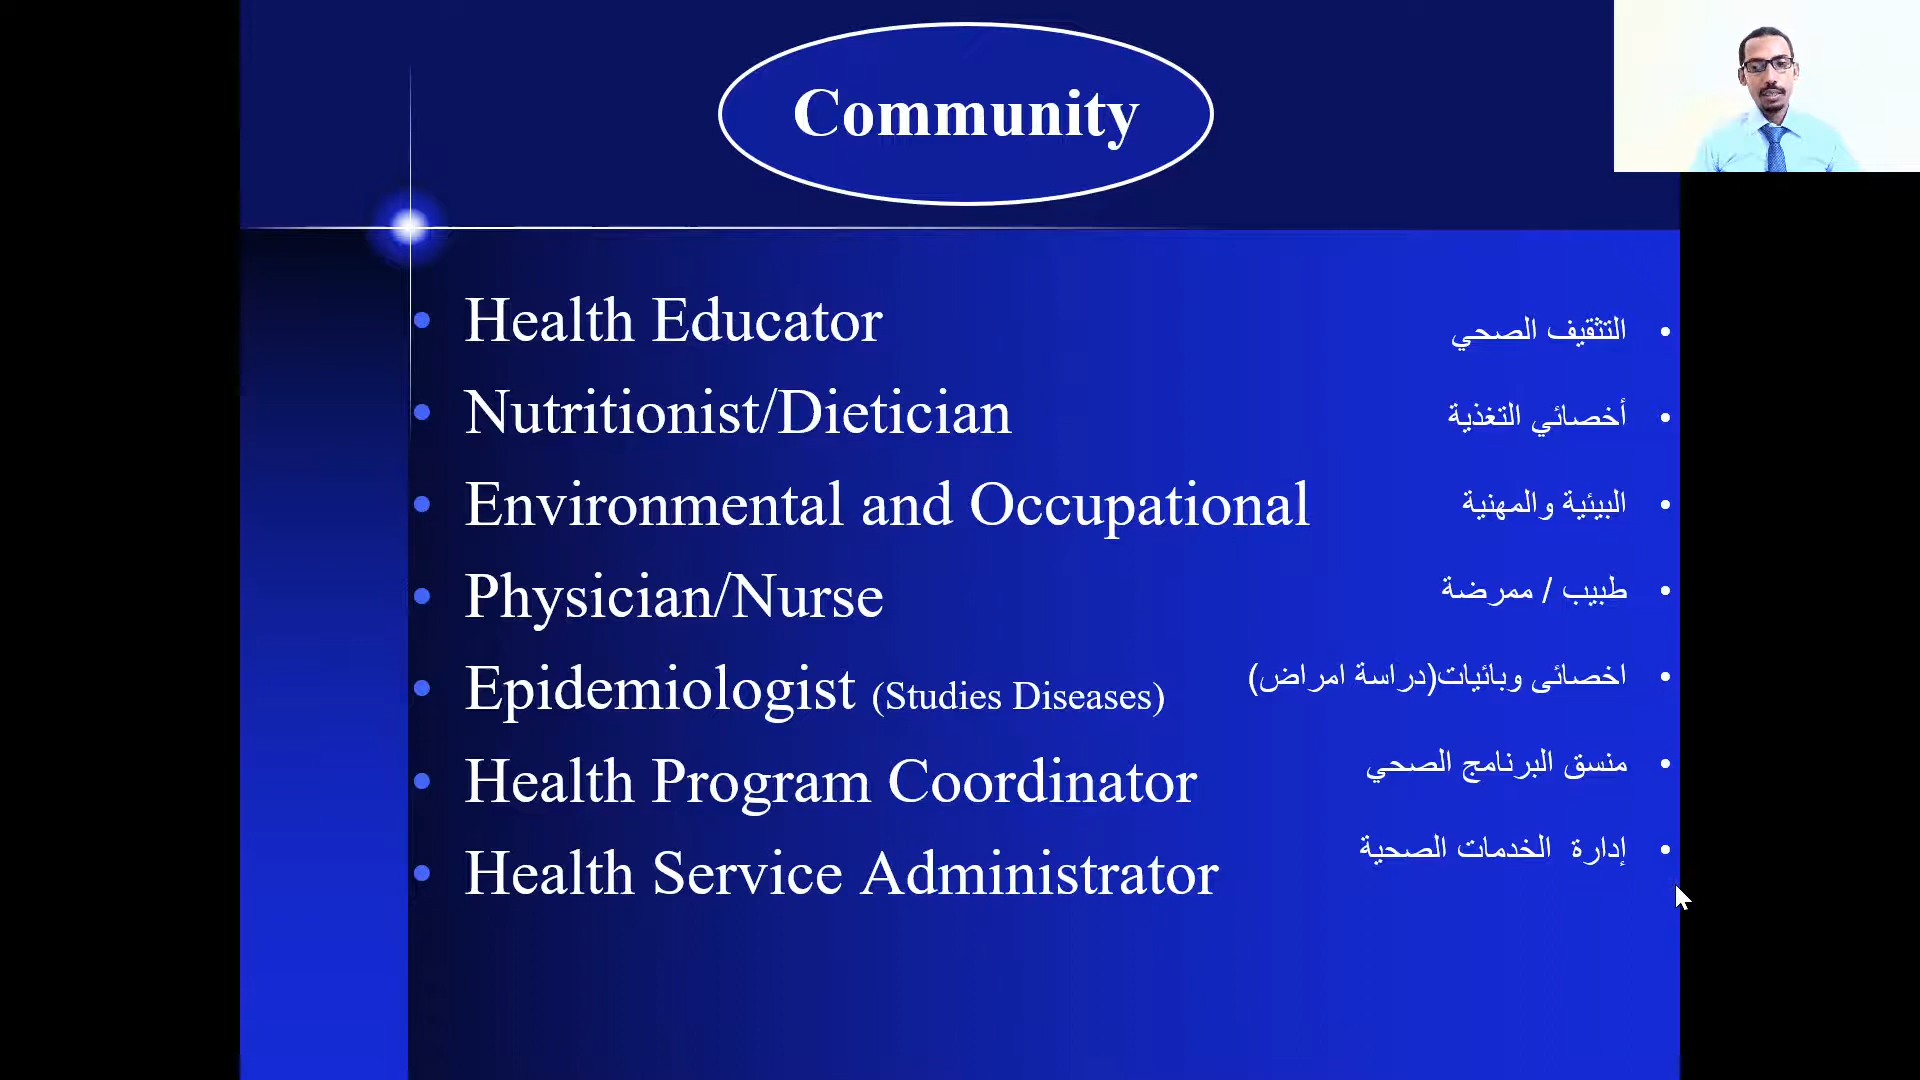 Community
Health Educator
Nutritionist/Dietician
Environmental and Occupational
Physician/Nurse
Epidemiologist (Studies Diseases)
Health Program Coordinator
Health Service Administrator
التثقيف الصحي
أخصائي التغذية
البيئية والمهنية
طبيب / ممرضة
اخصائى وبائيات(دراسة امراض)
منسق البرنامج الصحي
إدارة الخدمات الصحية